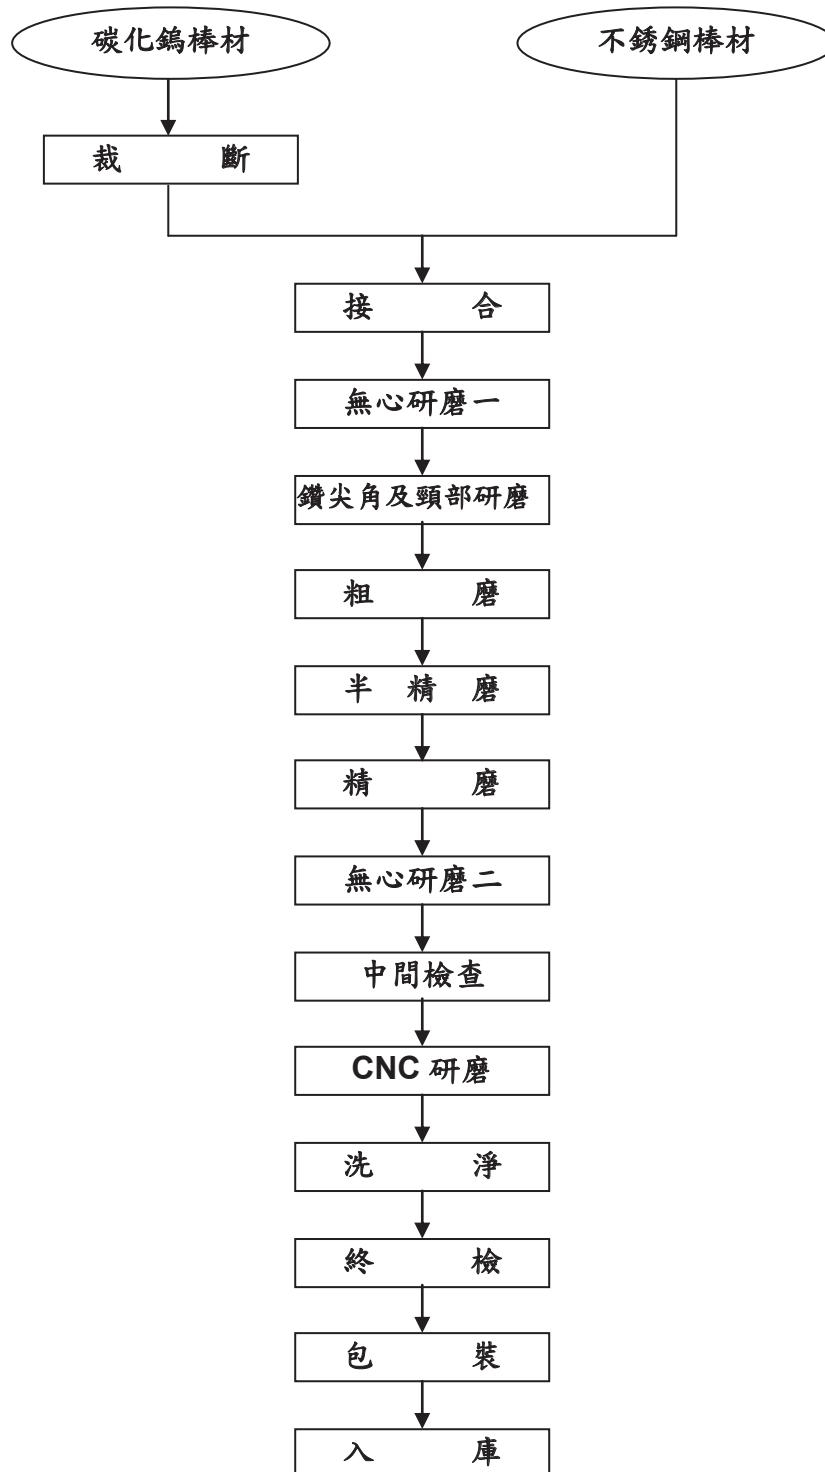 碳化鎢棒材
不銹鋼棒材
裁 斷
接 合
無心研磨一
鑽尖角及頸部研磨
粗 磨
半 精 磨
精 磨
無心研磨二
中間檢查
CNC 研磨
洗 淨
終 檢
包 裝
入 庫